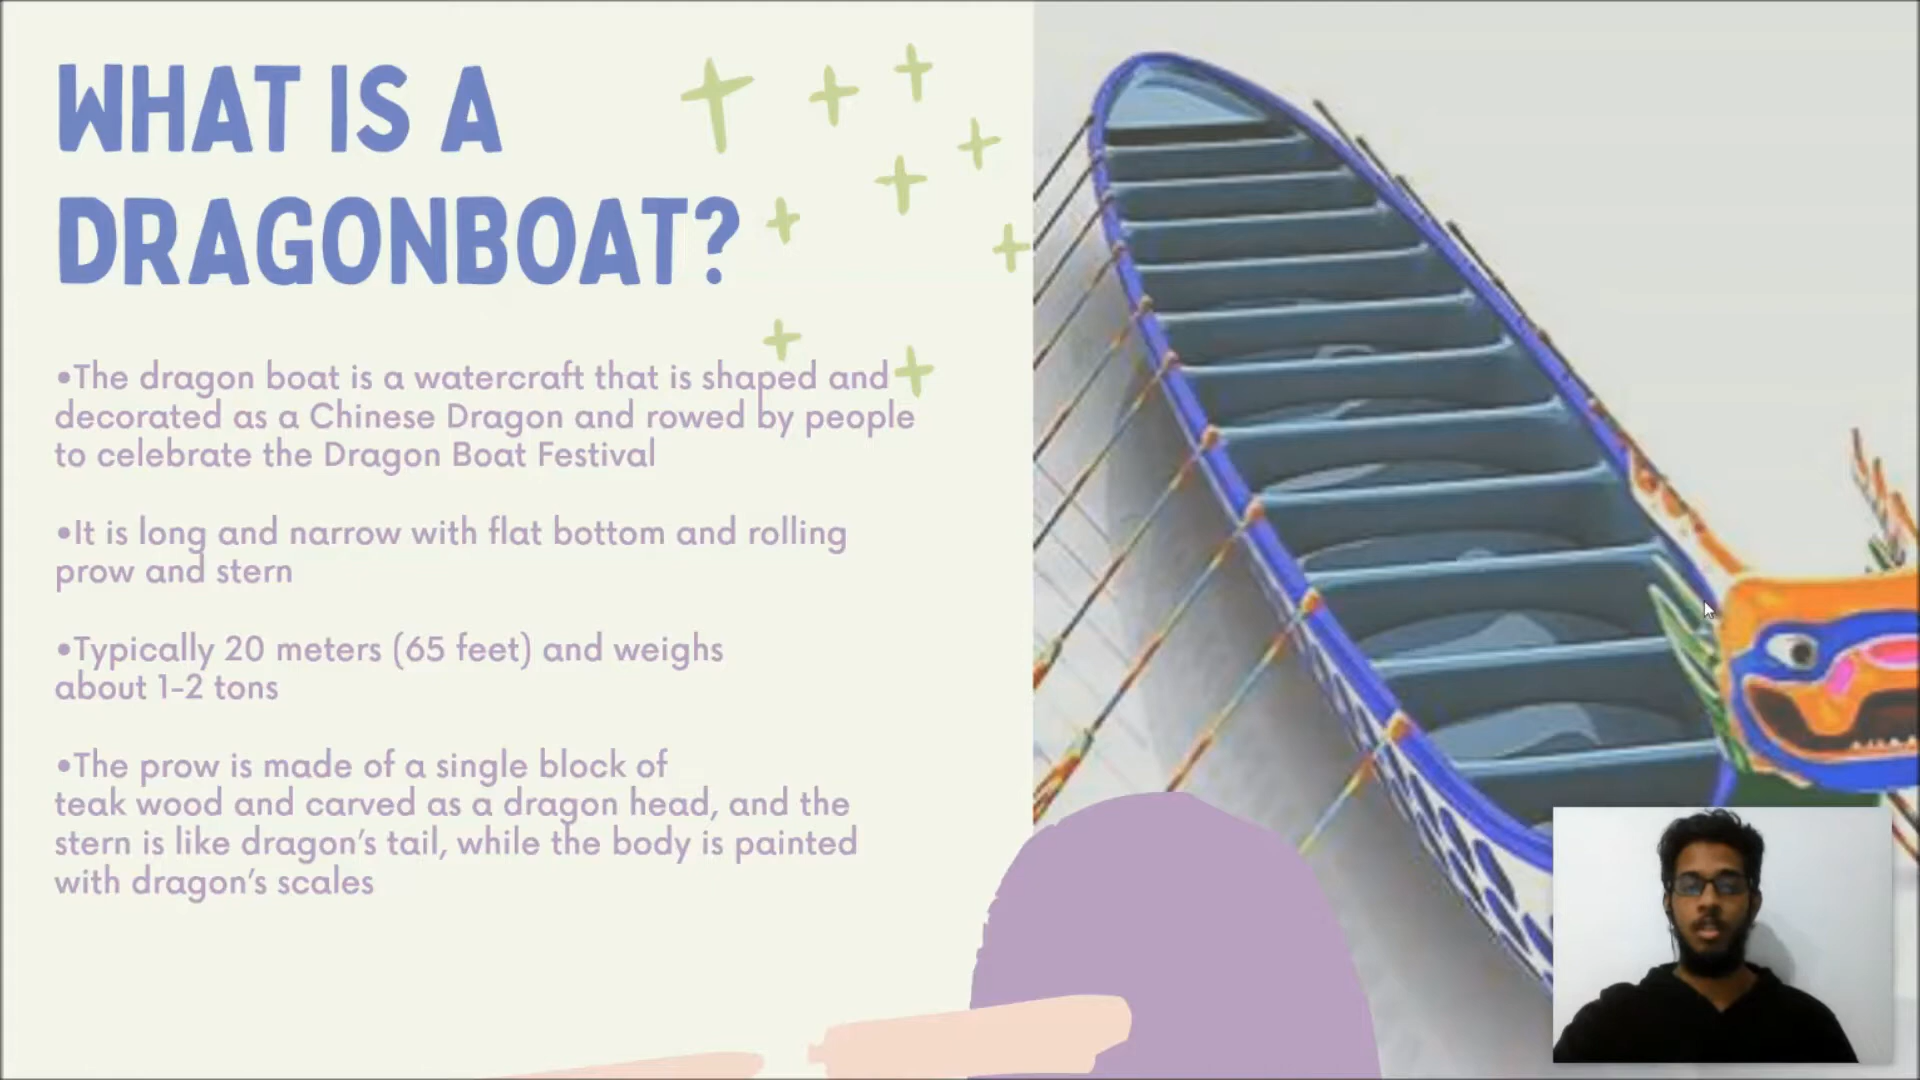 WHAT IS A
DRAGONBOAT?
•The dragon boat is a watercraft that is shaped and
decorated as a Chinese Dragon and rowed by people
to celebrate the Dragon Boat Festival
•It is long and narrow with flat bottom and rolling
prow and stern
•Typically 20 meters (65 feet) and weighs
about 1-2 tons
•The prow is made of a single block of
teak wood and carved as a dragon head, and the
stern is like dragon’s tail, while the body is painted
with dragon’s scales